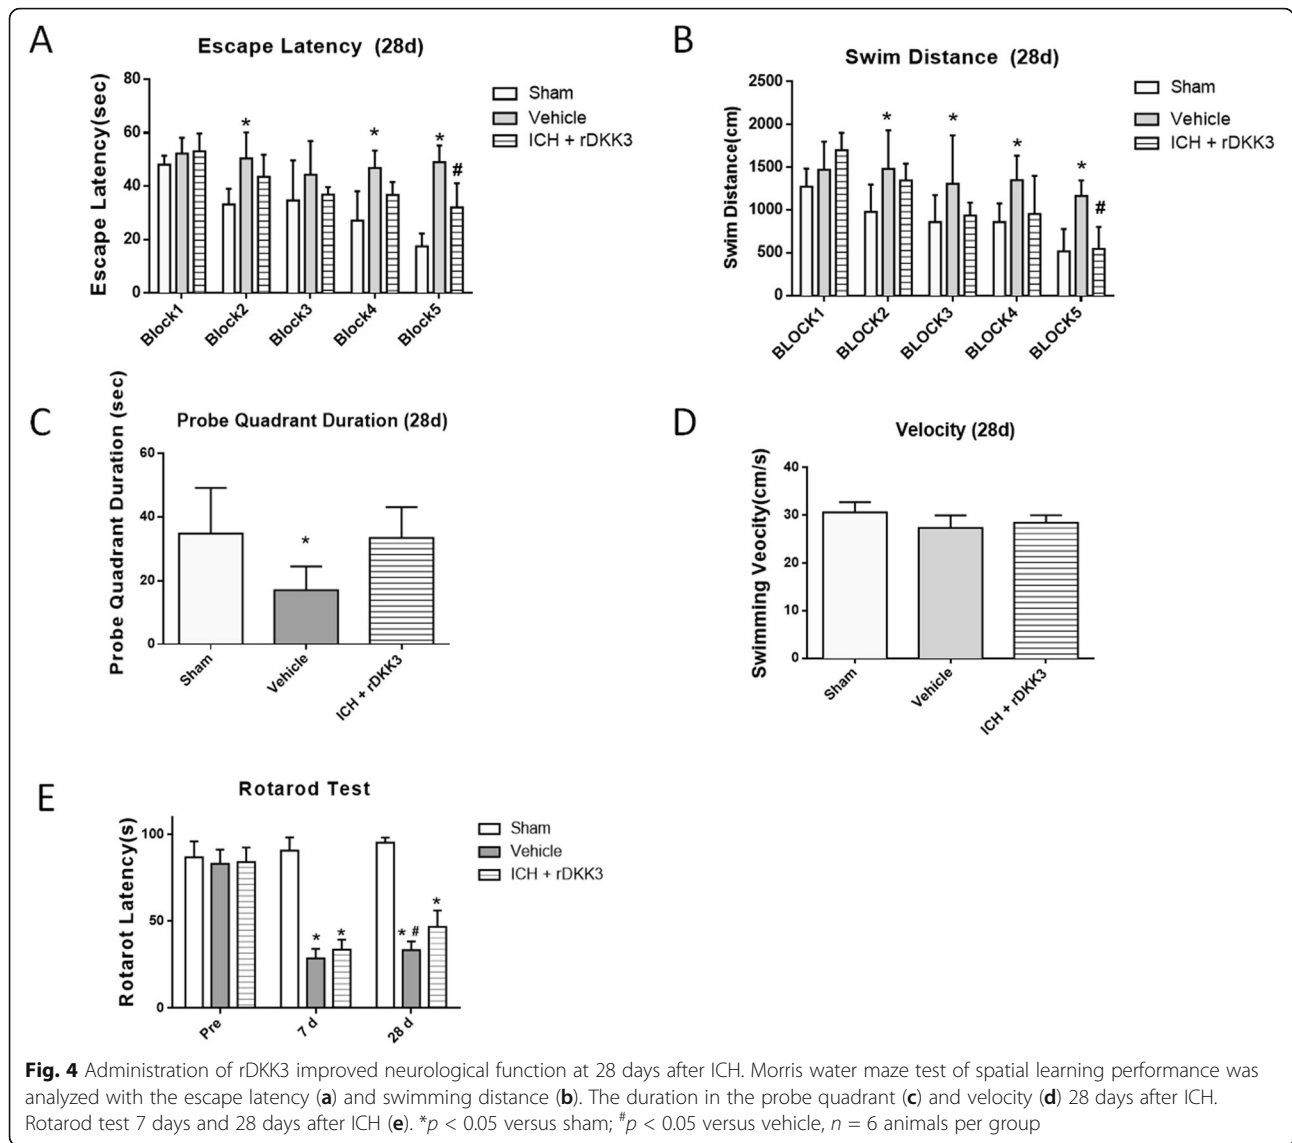 A
Escape Latency (28d)
Escape Latency(sec)
80
60
40
20
0
*
*
*
#
Block1
Block2
Block3
Block4
Block5
Sham
Vehicle
ICH + rDKK3
B
Swim Distance (28d)
Swim Distance(cm)
2500
2000
1500
1000
500
0
*
*
*
*
#
BLOCK1
BLOCK2
BLOCK3
BLOCK4
BLOCK5
Sham
Vehicle
ICH + rDKK3
C
Probe Quadrant Duration (28d)
Probe Quadrant Duration (sec)
60
40
20
0
*
Sham
Vehicle
ICH + rDKK3
D
Velocity (28d)
Swimming Veocity(cm/s)
40
30
20
10
0
Sham
Vehicle
ICH + rDKK3
E
Rotarod Test
Rotarot Latency(s)
100
50
0
*
*
* #
*
Pre
7 d
28 d
Sham
Vehicle
ICH + rDKK3
Fig. 4 Administration of rDKK3 improved neurological function at 28 days after ICH. Morris water maze test of spatial learning performance was
analyzed with the escape latency (a) and swimming distance (b). The duration in the probe quadrant (c) and velocity (d) 28 days after ICH.
Rotarod test 7 days and 28 days after ICH (e). *p < 0.05 versus sham; #p < 0.05 versus vehicle, n = 6 animals per group